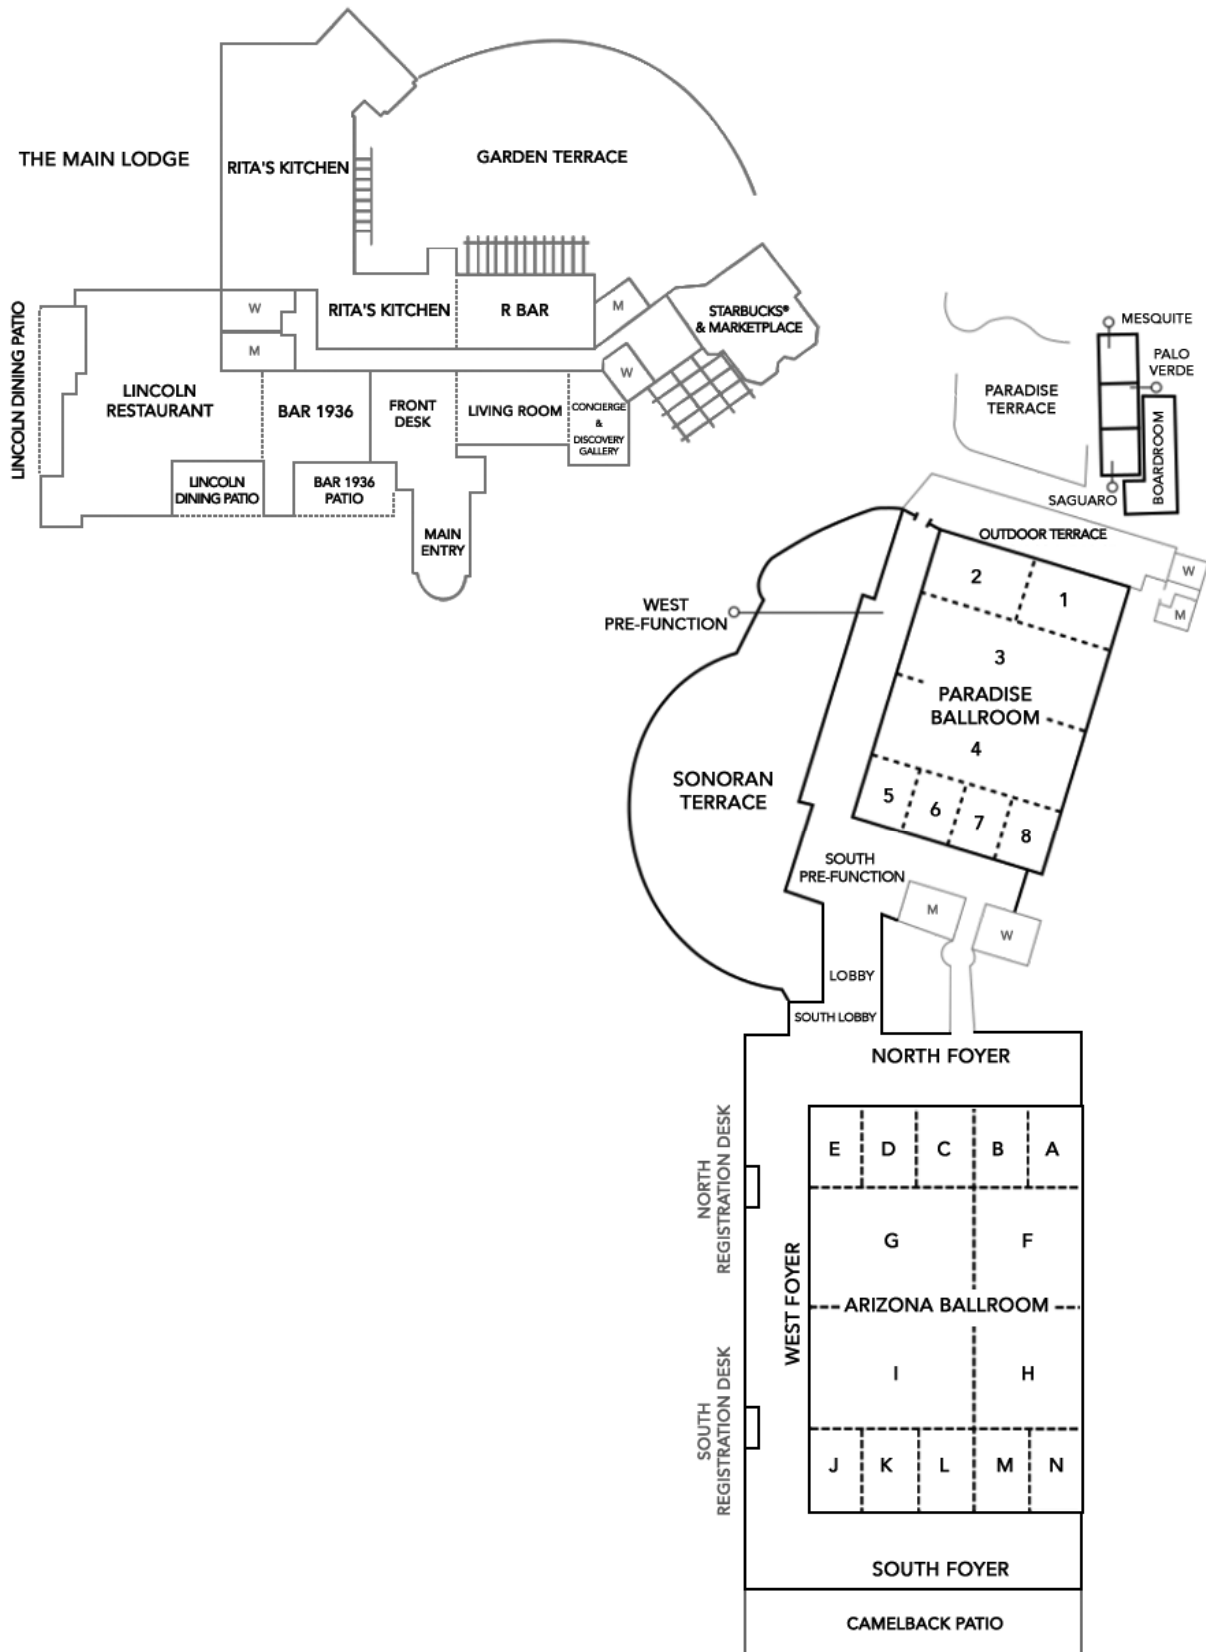 THE MAIN LODGE
RITA'S KITCHEN
GARDEN TERRACE
LINCOLN DINING PATIO
W
M
RITA'S KITCHEN
R BAR
M
STARBUCKS®
& MARKETPLACE
LINCOLN
RESTAURANT
BAR 1936
FRONT
DESK
LIVING ROOM
CONCIERGE
&
DISCOVERY
GALLERY
W
LINCOLN
DINING PATIO
BAR 1936
PATIO
MAIN
ENTRY
MESQUITE
PALO
VERDE
PARADISE
TERRACE
BOARDROOM
SAGUARO
OUTDOOR TERRACE
W
M
WEST
PRE-FUNCTION
2
1
3
PARADISE
BALLROOM
4
5
6
7
8
SONORAN
TERRACE
SOUTH
PRE-FUNCTION
M
W
LOBBY
SOUTH LOBBY
NORTH FOYER
NORTH
REGISTRATION DESK
E
D
C
B
A
G
F
WEST FOYER
ARIZONA BALLROOM
I
H
SOUTH
REGISTRATION DESK
J
K
L
M
N
SOUTH FOYER
CAMELBACK PATIO